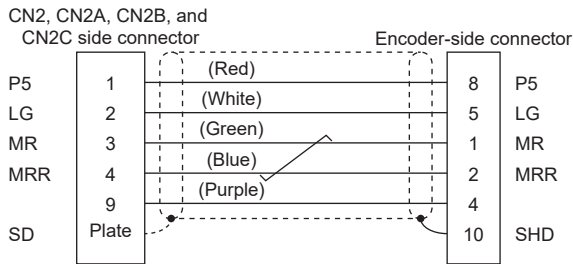 CN2, CN2A, CN2B, and
CN2C side connector
Encoder-side connector
P5 1 (Red) 8 P5
LG 2 (White) 5 LG
MR 3 (Green) 1 MR
MRR 4 (Blue) 2 MRR
9 (Purple) 4
SD Plate 10 SHD